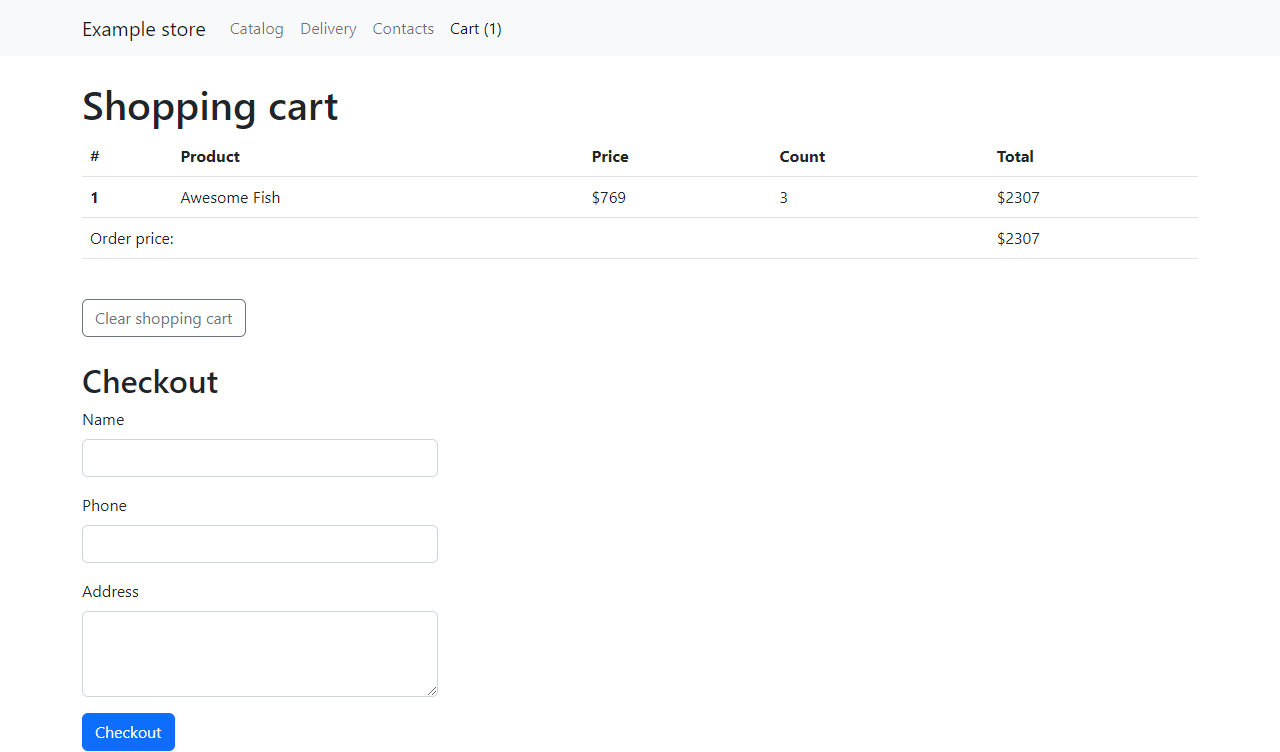 Example store Catalog Delivery Contacts Cart (1)
Shopping cart
# Product Price Count Total
1 Awesome Fish $769 3 $2307
Order price: $2307
Clear shopping cart
Checkout
Name
Phone
Address
Checkout